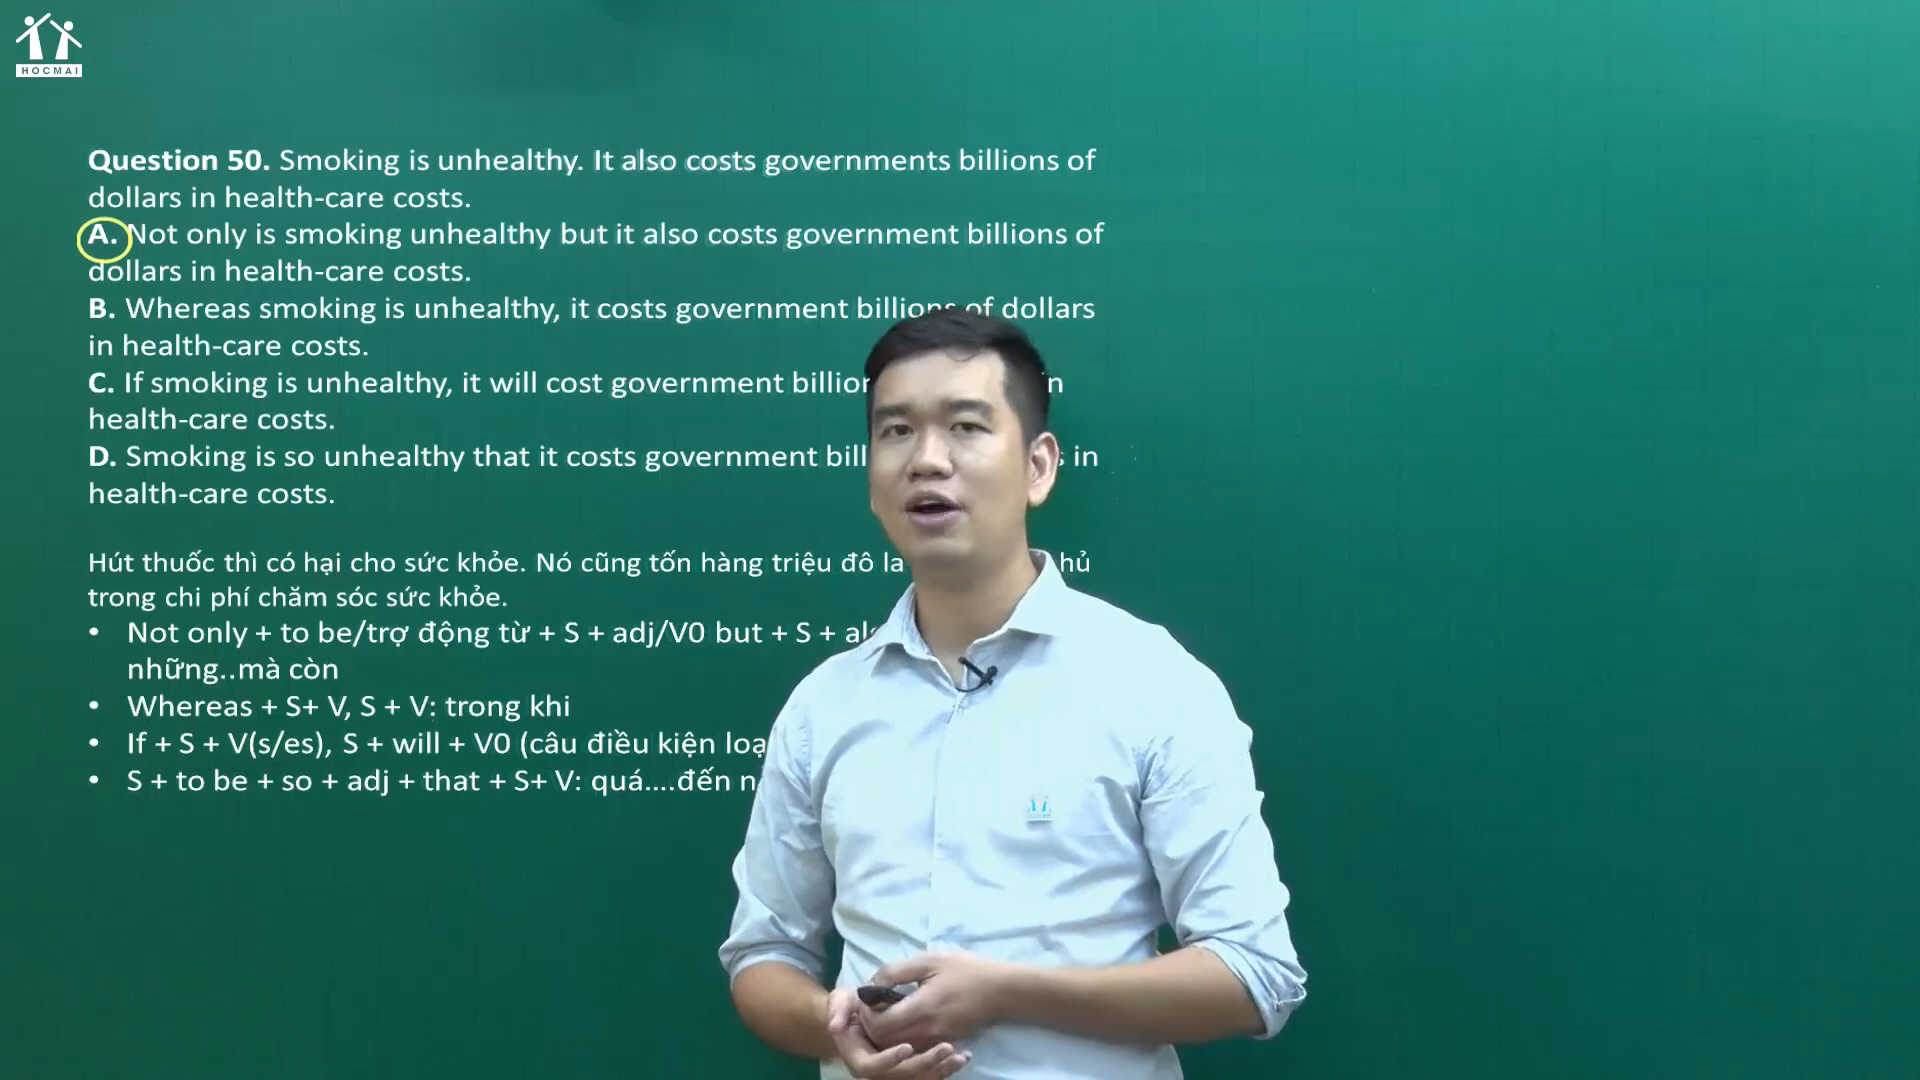 HOCMAI
Question 50. Smoking is unhealthy. It also costs governments billions of
dollars in health-care costs.
A. Not only is smoking unhealthy but it also costs government billions of
dollars in health-care costs.
B. Whereas smoking is unhealthy, it costs government billions of dollars
in health-care costs.
C. If smoking is unhealthy, it will cost government in
health-care costs.
D. Smoking is so unhealthy that it costs government in
health-care costs.
Hút thuốc thì có hại cho sức khỏe. Nó cũng tốn hàng triệu đô la
trong chi phí chăm sóc sức khỏe.
• Not only + to be/trợ động từ + S + adj/V0 but + S +
những..mà còn
• Whereas + S+ V, S + V: trong khi
• If + S + V(s/es), S + will + V0 (câu điều kiện
• S + to be + so + adj + that + S+ V: quá....đến